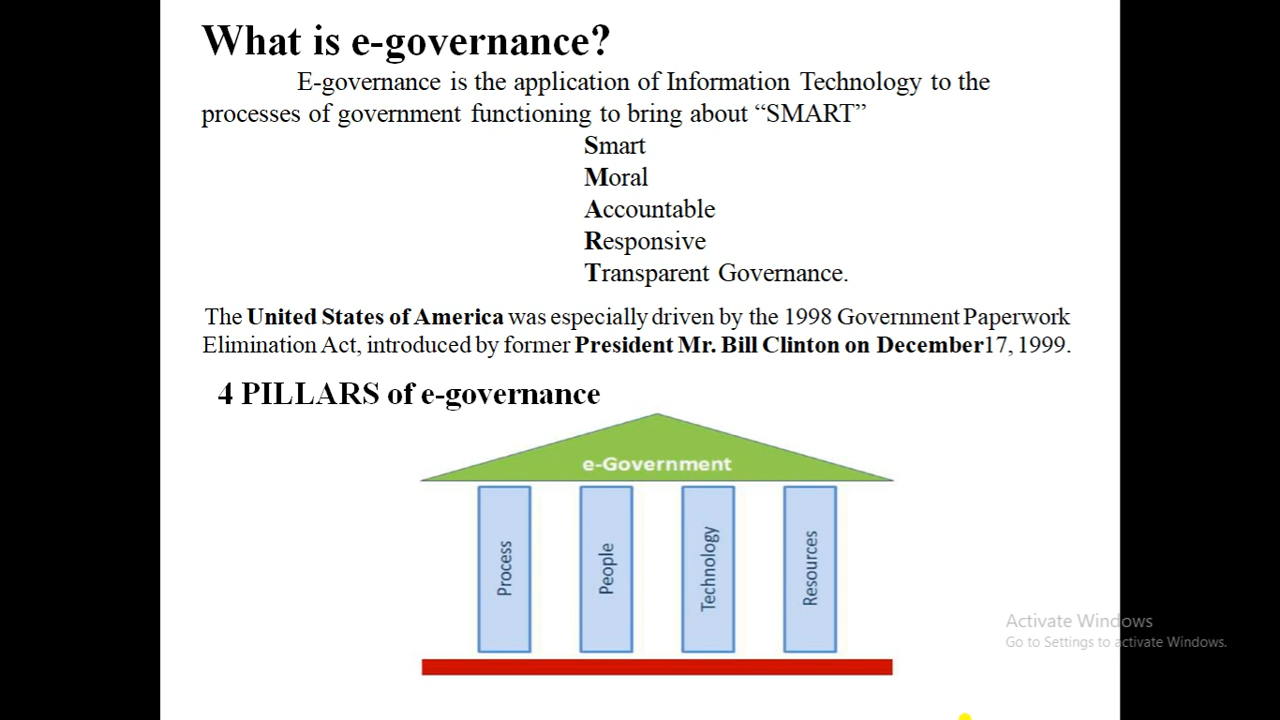 What is e-governance?
E-governance is the application of Information Technology to the
processes of government functioning to bring about “SMART”
Smart
Moral
Accountable
Responsive
Transparent Governance.
The United States of America was especially driven by the 1998 Government Paperwork
Elimination Act, introduced by former President Mr. Bill Clinton on December17, 1999.
4 PILLARS of e-governance
e-Government
Process
People
Technology
Resources
Activate Windows
Go to Settings to activate Windows.